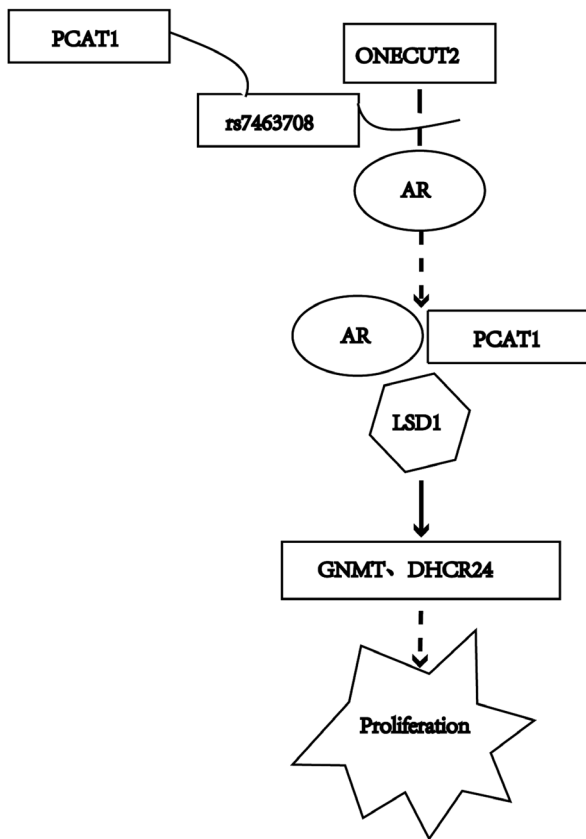 PCAT1
ONECUT2
rs7463708
AR
AR
PCAT1
LSD1
GNMT、DHCR24
Proliferation